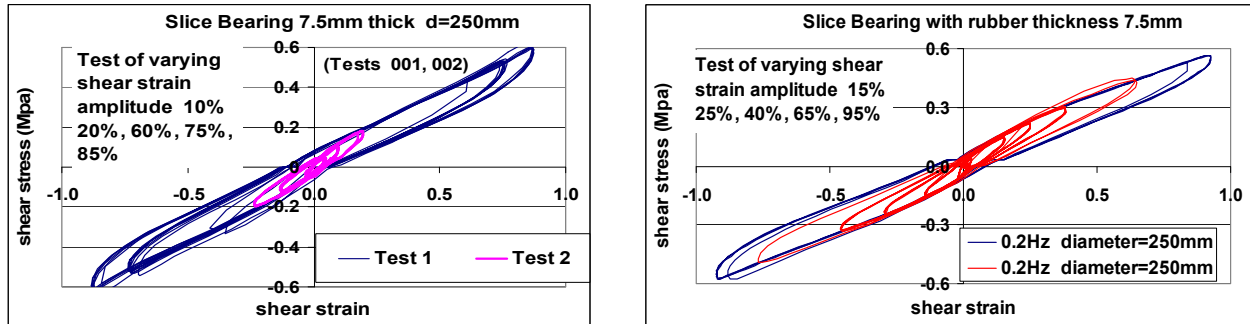 Slice Bearing 7.5mm thick d=250mm
Test of varying
shear strain
amplitude 10%
20%, 60%, 75%,
85%
(Tests 001, 002)
shear stress (Mpa)
0.6
0.4
0.2
0
-0.2
-0.4
-0.6
-1.0
-0.5
0.0
0.5
1.0
Test 1
Test 2
shear strain
Slice Bearing with rubber thickness 7.5mm
Test of varying shear
strain amplitude 15%
25%, 40%, 65%, 95%
shear stress (MPa)
0.6
0.3
0.0
-0.3
-0.6
-1.0
-0.5
0.0
0.5
1.0
0.2Hz diameter=250mm
0.2Hz diameter=250mm
shear strain